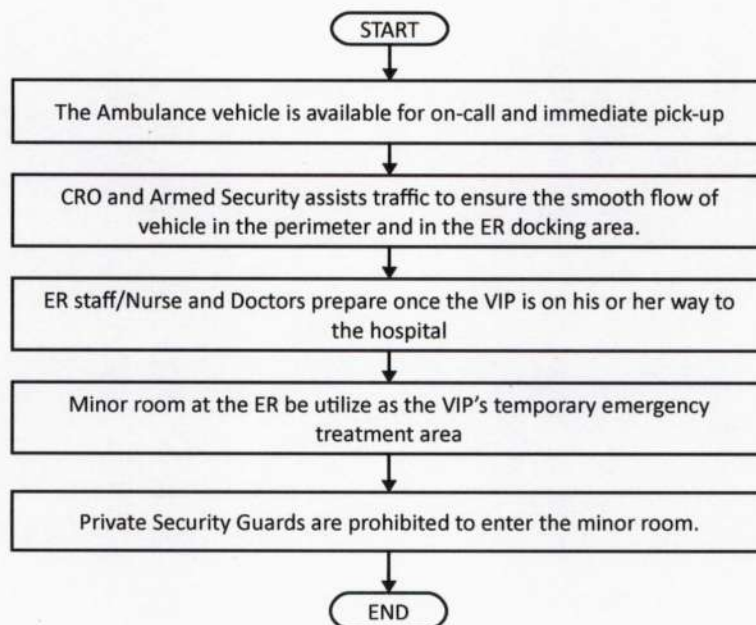 START
The Ambulance vehicle is available for on-call and immediate pick-up
CRO and Armed Security assists traffic to ensure the smooth flow of
vehicle in the perimeter and in the ER docking area.
ER staff/Nurse and Doctors prepare once the VIP is on his or her way to
the hospital
Minor room at the ER be utilize as the VIP's temporary emergency
treatment area
Private Security Guards are prohibited to enter the minor room.
END